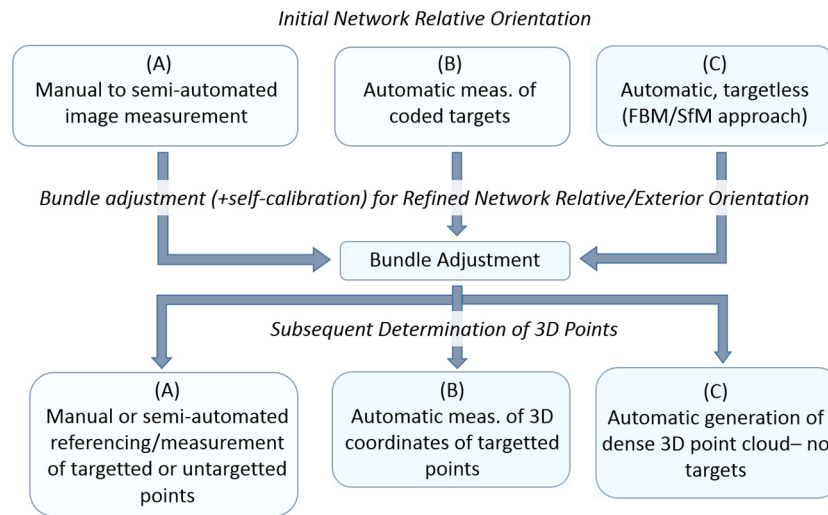 Initial Network Relative Orientation
(A)
Manual to semi-automated
image measurement
(B)
Automatic meas. of
coded targets
(C)
Automatic, targetless
(FBM/SfM approach)
Bundle adjustment (+self-calibration) for Refined Network Relative/Exterior Orientation
Bundle Adjustment
Subsequent Determination of 3D Points
(A)
Manual or semi-automated
referencing/measurement
of targetted or untargetted
points
(B)
Automatic meas. of 3D
coordinates of targetted
points
(C)
Automatic generation of
dense 3D point cloud– no
targets